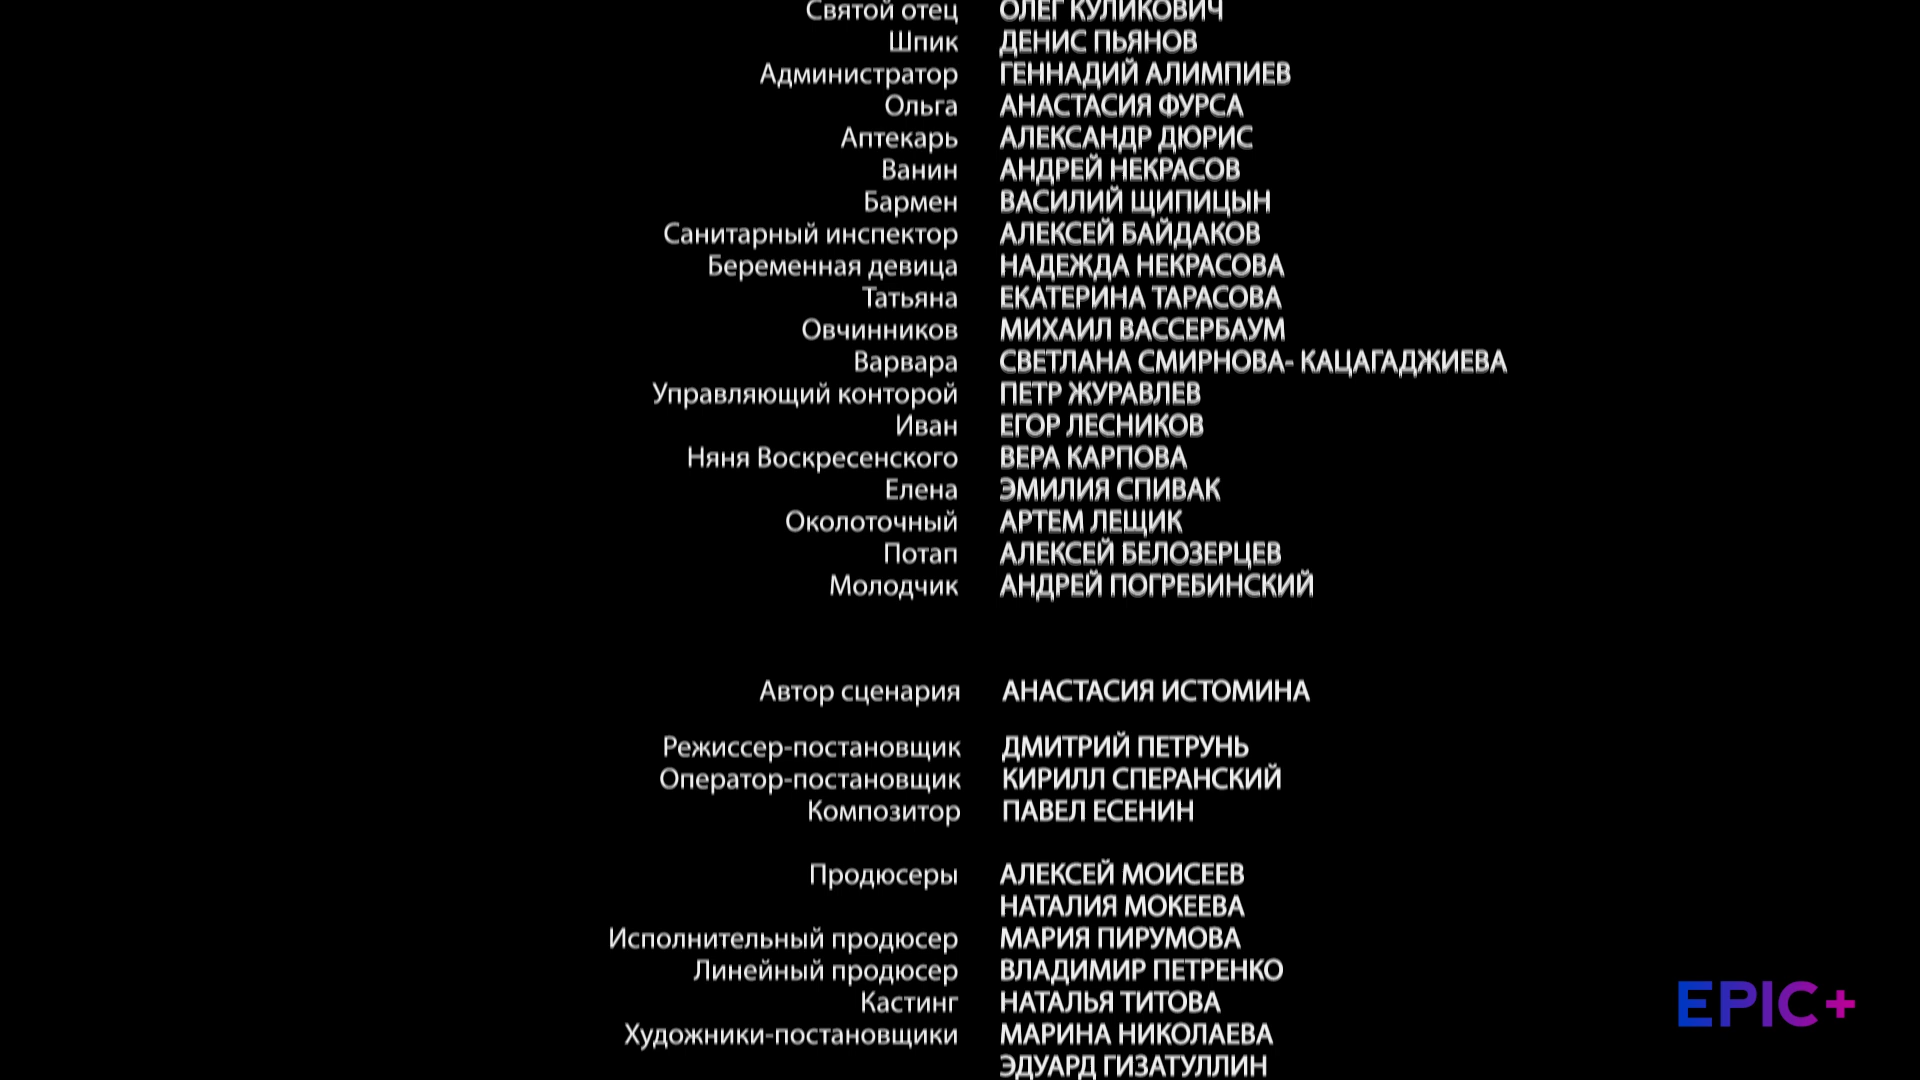 Святой отец ОЛЕГ КУЛИКОВИЧ
Шпик ДЕНИС ПЬЯНОВ
Администратор ГЕННАДИЙ АЛИМПИЕВ
Ольга АНАСТАСИЯ ФУРСА
Аптекарь АЛЕКСАНДР ДЮРИС
Ванин АНДРЕЙ НЕКРАСОВ
Бармен ВАСИЛИЙ ЩИПИЦЫН
Санитарный инспектор АЛЕКСЕЙ БАЙДАКОВ
Беременная девица НАДЕЖДА НЕКРАСОВА
Татьяна ЕКАТЕРИНА ТАРАСОВА
Овчинников МИХАИЛ ВАССЕРБАУМ
Варвара СВЕТЛАНА СМИРНОВА- КАЦАГАДЖИЕВА
Управляющий конторой ПЕТР ЖУРАВЛЕВ
Иван ЕГОР ЛЕСНИКОВ
Няня Воскресенского ВЕРА КАРПОВА
Елена ЭМИЛИЯ СПИВАК
Околоточный АРТЕМ ЛЕЩИК
Потап АЛЕКСЕЙ БЕЛОЗЕРЦЕВ
Молодчик АНДРЕЙ ПОГРЕБИНСКИЙ
Автор сценария АНАСТАСИЯ ИСТОМИНА
Режиссер-постановщик ДМИТРИЙ ПЕТРУНЬ
Оператор-постановщик КИРИЛЛ СПЕРАНСКИЙ
Композитор ПАВЕЛ ЕСЕНИН
Продюсеры АЛЕКСЕЙ МОИСЕЕВ
НАТАЛИЯ МОКЕЕВА
Исполнительный продюсер МАРИЯ ПИРУМОВА
Линейный продюсер ВЛАДИМИР ПЕТРЕНКО
Кастинг НАТАЛЬЯ ТИТОВА
Художники-постановщики МАРИНА НИКОЛАЕВА
ЭДУАРД ГИЗАТУЛЛИН
EPIC+